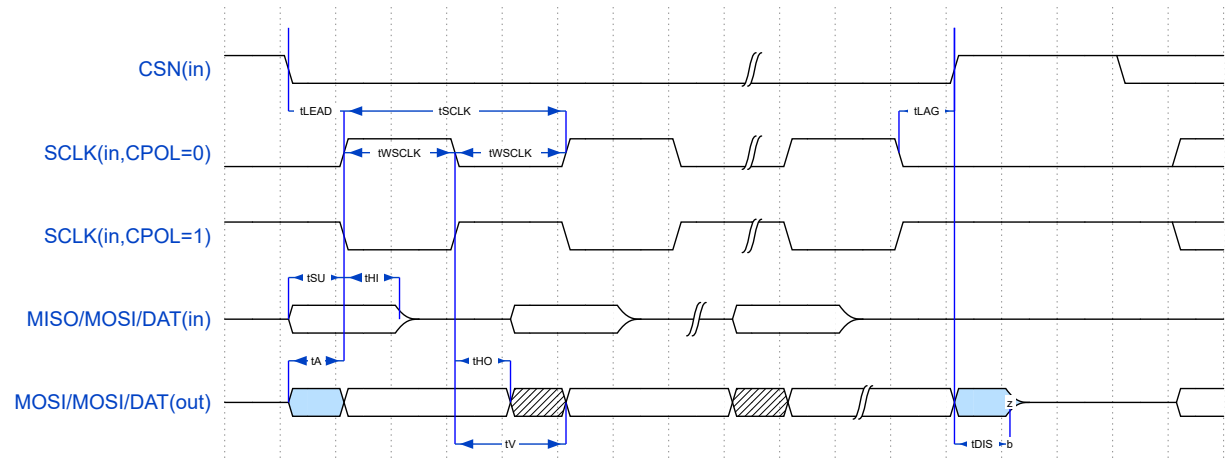 CSN(in)
tLEAD
tSCLK
tLAG
SCLK(in,CPOL=0)
tWSCLK
tWSCLK
SCLK(in,CPOL=1)
tSU
tHI
MISO/MOSI/DAT(in)
tA
tHO
MOSI/MOSI/DAT(out)
z
tV
tDIS
b